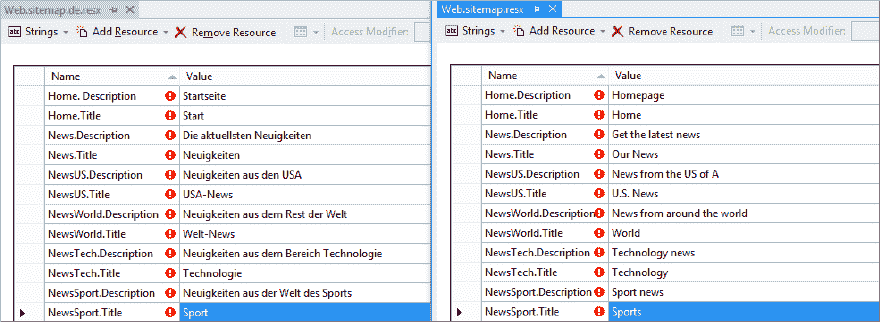 Web.sitemap.de.resx
Strings Add Resource Remove Resource Access Modifier:
Name Value
Home. Description Startseite
Home.Title Start
News.Description Die aktuellsten Neuigkeiten
News.Title Neuigkeiten
NewsUS.Description Neuigkeiten aus den USA
NewsUS.Title USA-News
NewsWorld.Description Neuigkeiten aus dem Rest der Welt
NewsWorld.Title Welt-News
NewsTech.Description Neuigkeiten aus dem Bereich Technologie
NewsTech.Title Technologie
NewsSport.Description Neuigkeiten aus der Welt des Sports
NewsSport.Title Sport
Web.sitemap.resx
Strings Add Resource Remove Resource Access Modifier:
Name Value
Home.Description Homepage
Home.Title Home
News.Description Get the latest news
News.Title Our News
NewsUS.Description News from the US of A
NewsUS.Title U.S. News
NewsWorld.Description News from around the world
NewsWorld.Title World
NewsTech.Description Technology news
NewsTech.Title Technology
NewsSport.Description Sport news
NewsSport.Title Sports